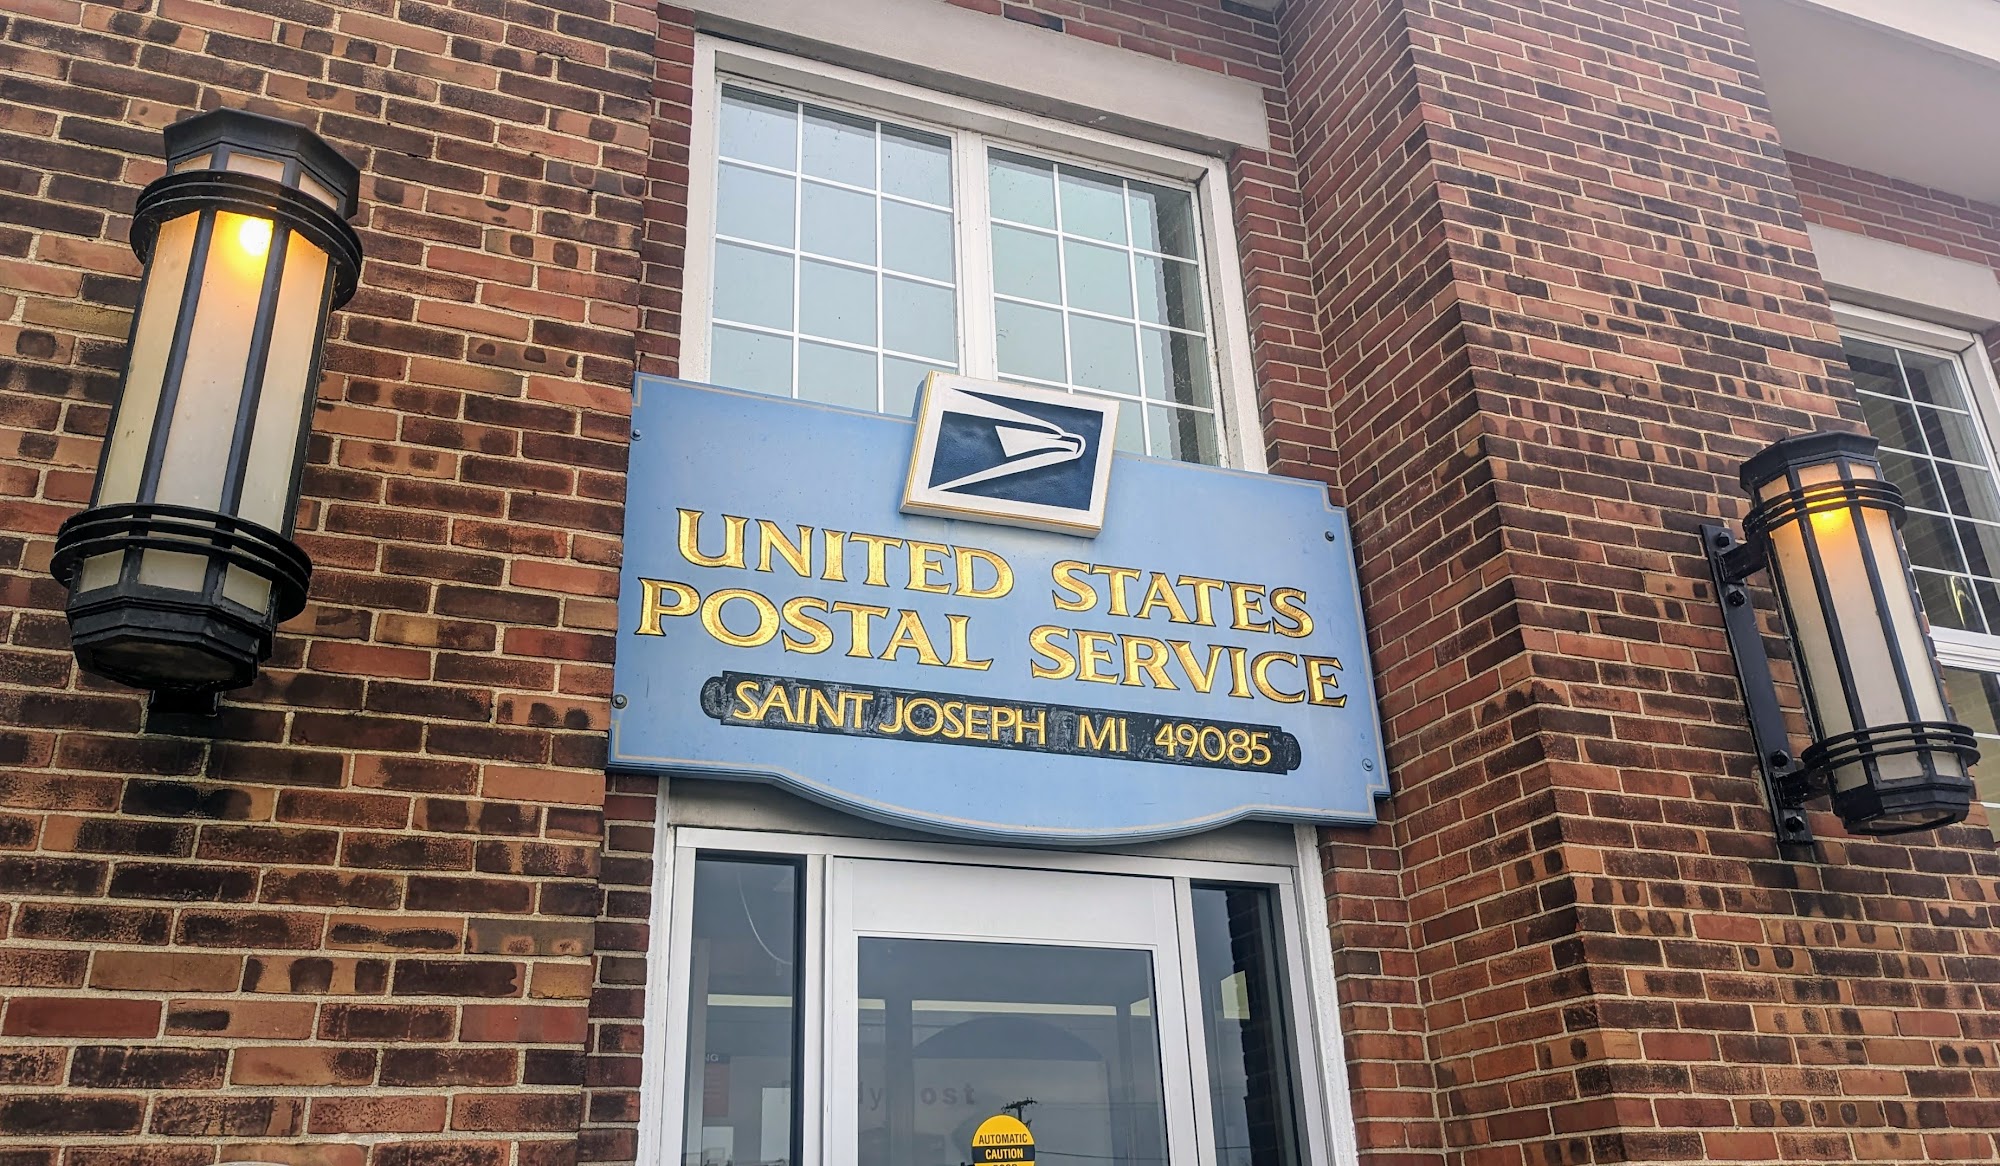 UNITED STATES
POSTAL SERVICE
SAINT JOSEPH MI 49085
AUTOMATIC
CAUTION